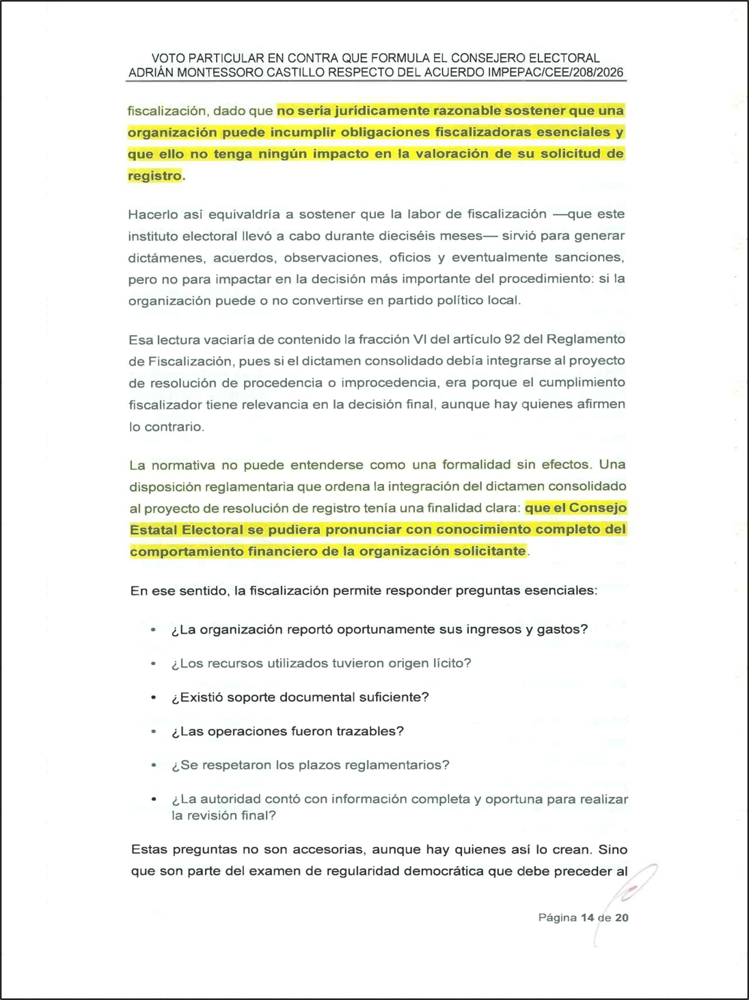 VOTO PARTICULAR EN CONTRA QUE FORMULA EL CONSEJERO ELECTORAL
ADRIÁN MONTESSORO CASTILLO RESPECTO DEL ACUERDO IMPEPAC/CEE/208/2026
fiscalización, dado que no sería jurídicamente razonable sostener que una
organización puede incumplir obligaciones fiscalizadoras esenciales y
que ello no tenga ningún impacto en la valoración de su solicitud de
registro.
Hacerlo así equivaldría a sostener que la labor de fiscalización —que este
instituto electoral llevó a cabo durante dieciséis meses— sirvió para generar
dictámenes, acuerdos, observaciones, oficios y eventualmente sanciones,
pero no para impactar en la decisión más importante del procedimiento: si la
organización puede o no convertirse en partido político local.
Esa lectura vaciaría de contenido la fracción VI del artículo 92 del Reglamento
de Fiscalización, pues si el dictamen consolidado debía integrarse al proyecto
de resolución de procedencia o improcedencia, era porque el cumplimiento
fiscalizador tiene relevancia en la decisión final, aunque hay quienes afirmen
lo contrario.
La normativa no puede entenderse como una formalidad sin efectos. Una
disposición reglamentaria que ordena la integración del dictamen consolidado
al proyecto de resolución de registro tenía una finalidad clara: que el Consejo
Estatal Electoral se pudiera pronunciar con conocimiento completo del
comportamiento financiero de la organización solicitante.
En ese sentido, la fiscalización permite responder preguntas esenciales:
• ¿La organización reportó oportunamente sus ingresos y gastos?
• ¿Los recursos utilizados tuvieron origen lícito?
• ¿Existió soporte documental suficiente?
• ¿Las operaciones fueron trazables?
• ¿Se respetaron los plazos reglamentarios?
• ¿La autoridad contó con información completa y oportuna para realizar
la revisión final?
Estas preguntas no son accesorias, aunque hay quienes así lo crean. Sino
que son parte del examen de regularidad democrática que debe preceder al
Página 14 de 20